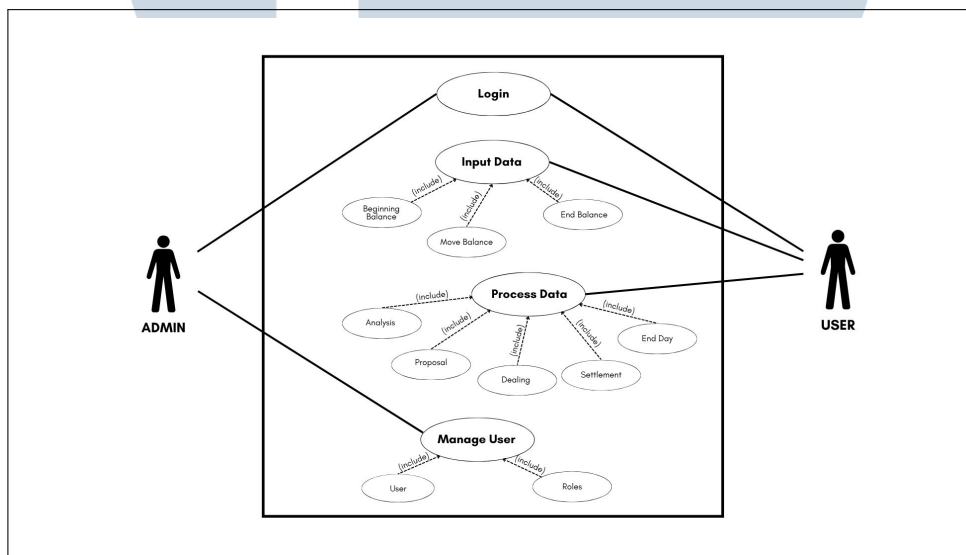 Login
Input Data
(include)
(include)
(include)
Beginning
Balance
Move Balance
End Balance
ADMIN
USER
Process Data
(include)
(include)
(include)
(include)
(include)
Analysis
Proposal
Dealing
Settlement
End Day
Manage User
(include)
(include)
User
Roles